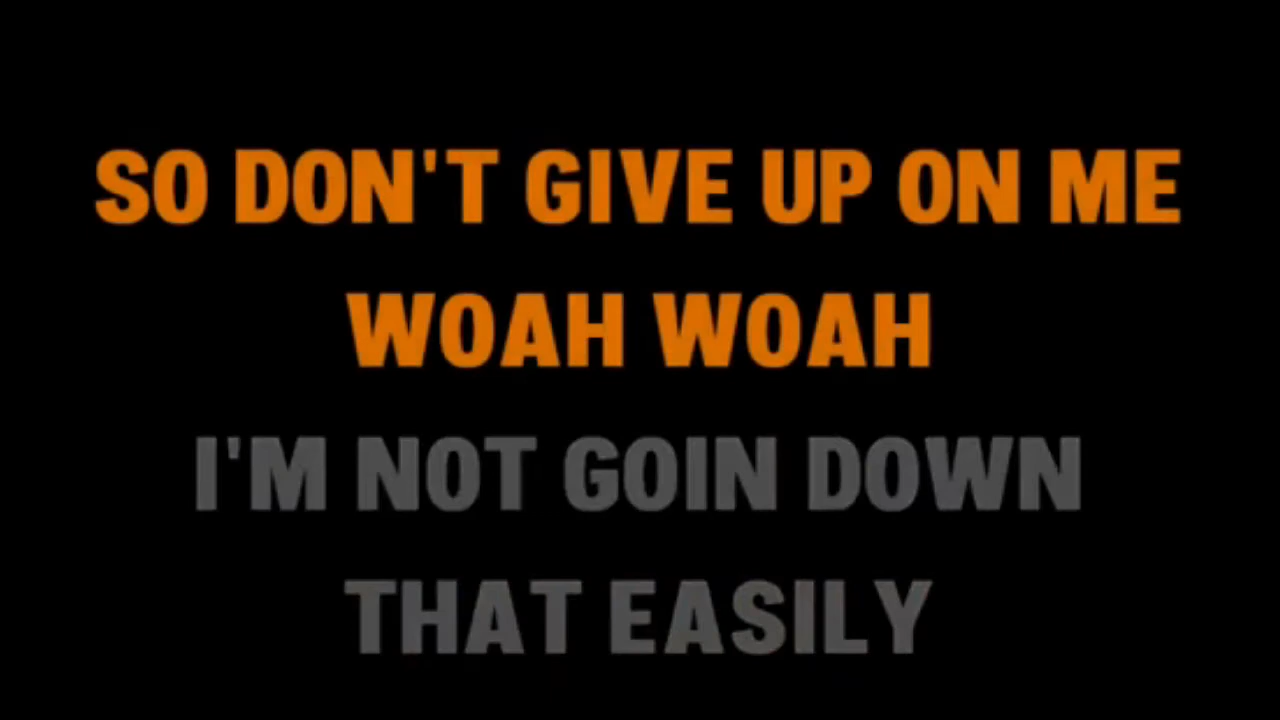 SO DON'T GIVE UP ON ME
WOAH WOAH
I'M NOT GOIN DOWN
THAT EASILY